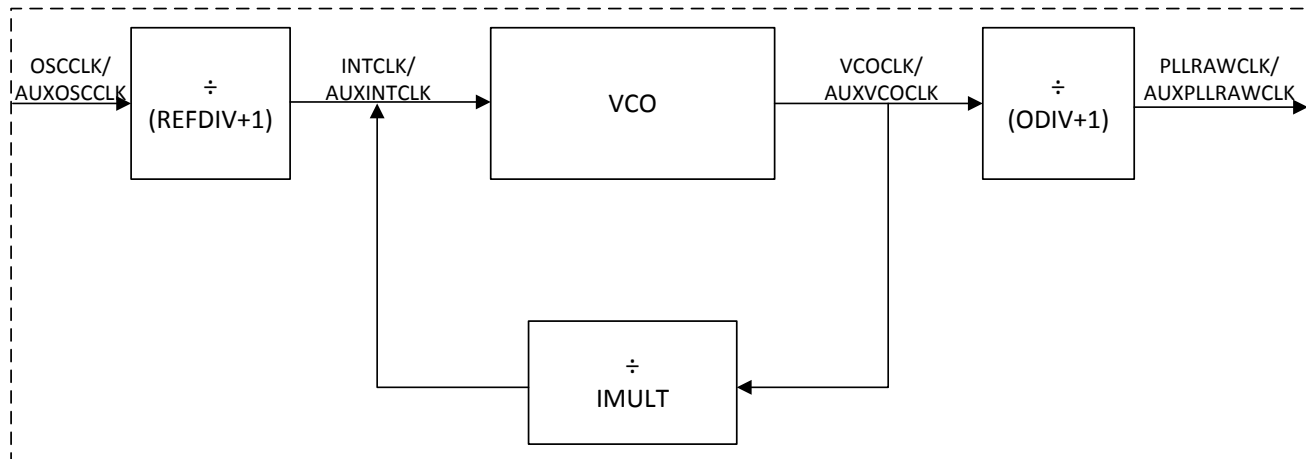 OSCCLK/
AUXOSCCLK
÷
(REFDIV+1)
INTCLK/
AUXINTCLK
VCO
VCOCLK/
AUXVCOCLK
÷
(ODIV+1)
PLLRAWCLK/
AUXPLLRAWCLK
÷
IMULT